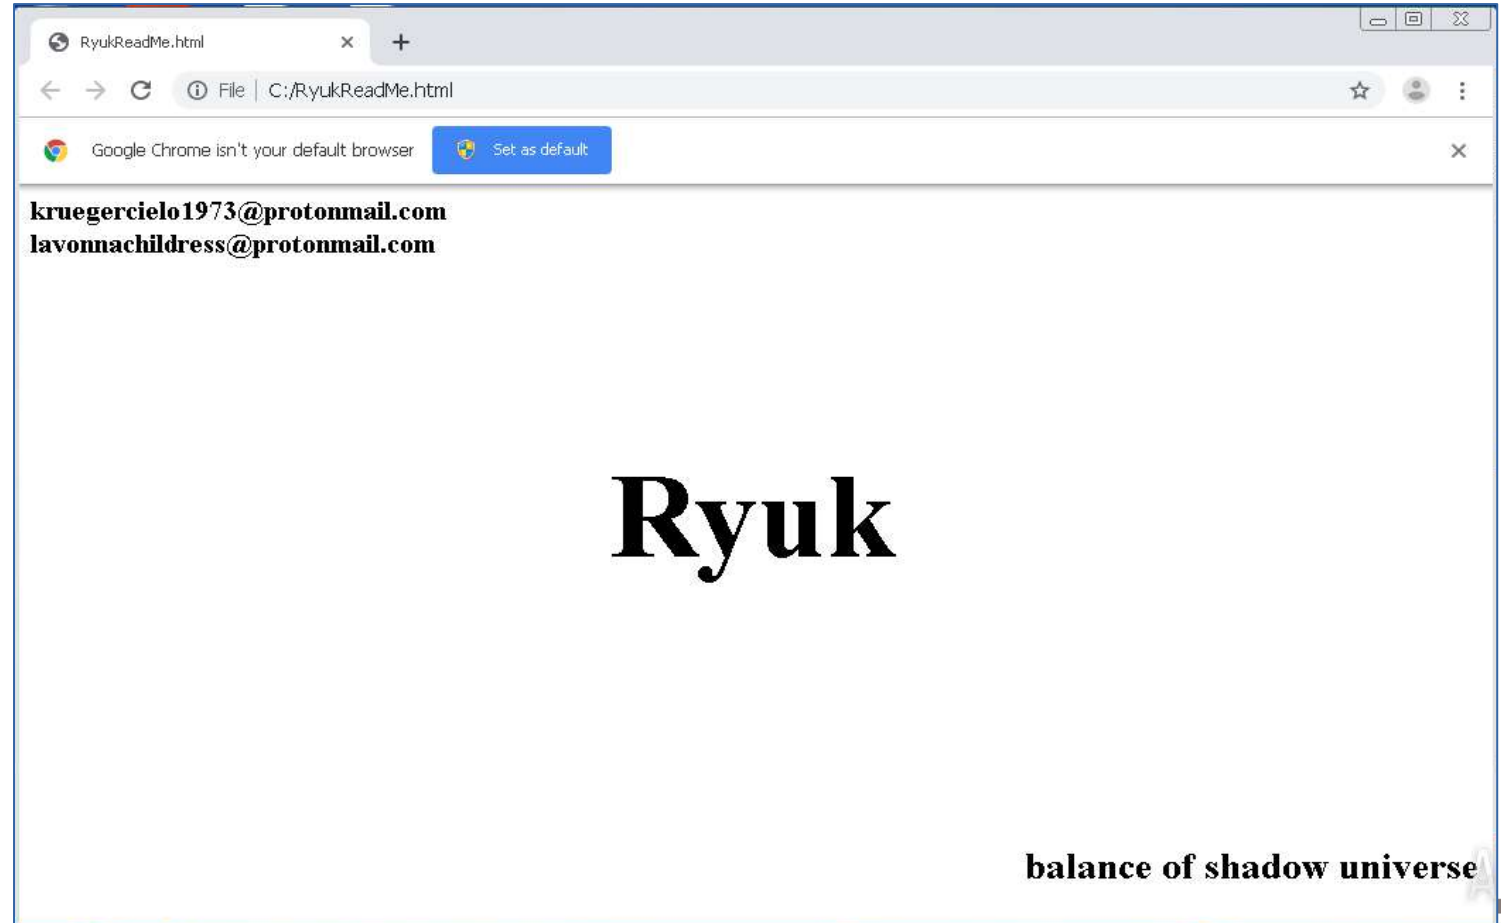 RyukReadMe.html
File | C:/RyukReadMe.html
Google Chrome isn't your default browser Set as default
kruegercielo1973@protonmail.com
lavonnachildress@protonmail.com
Ryuk
balance of shadow universe
A